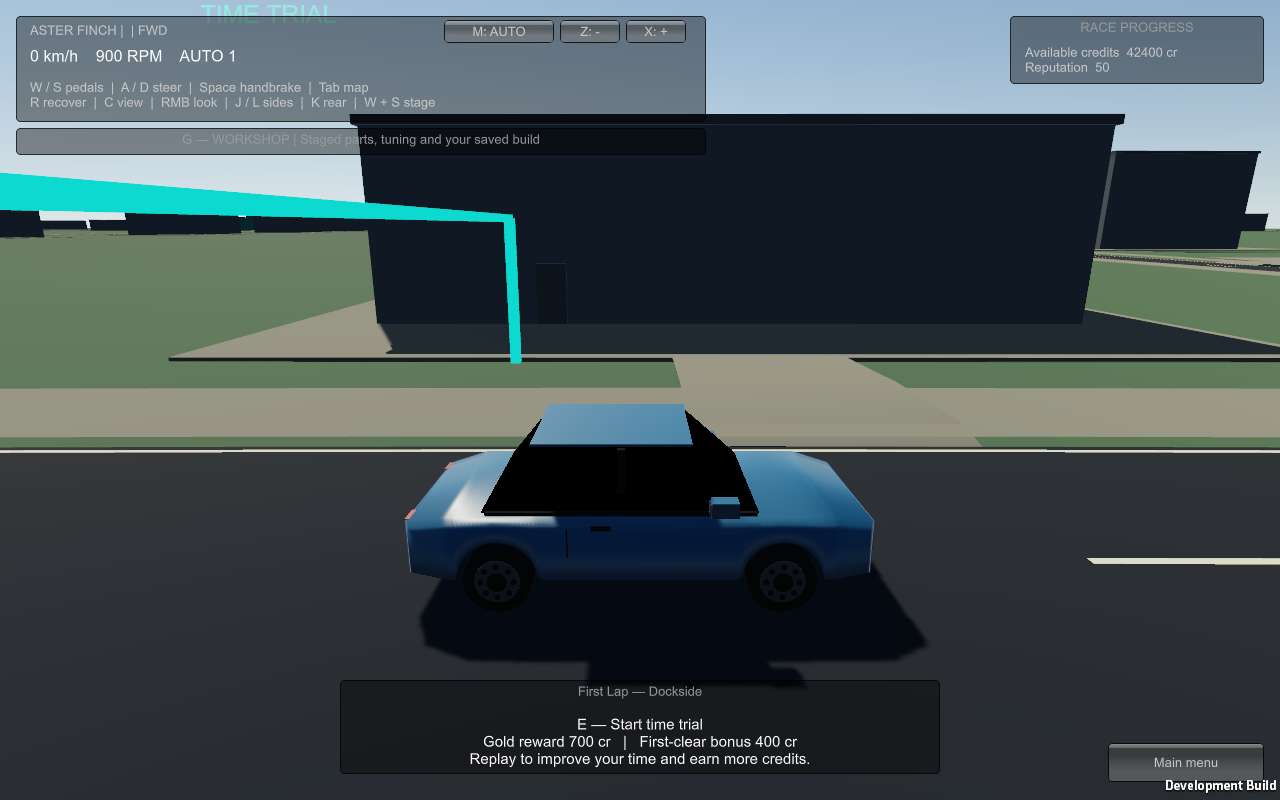 TIME TRIAL
ASTER FINCH | | FWD
M: AUTO
Z: -
X: +
0 km/h 900 RPM AUTO 1
W / S pedals | A / D steer | Space handbrake | Tab map
R recover | C view | RMB look | J / L sides | K rear | W + S stage
G — WORKSHOP | Staged parts, tuning and your saved build
RACE PROGRESS
Available credits 42400 cr
Reputation 50
First Lap — Dockside
E — Start time trial
Gold reward 700 cr | First-clear bonus 400 cr
Replay to improve your time and earn more credits.
Main menu
Development Build